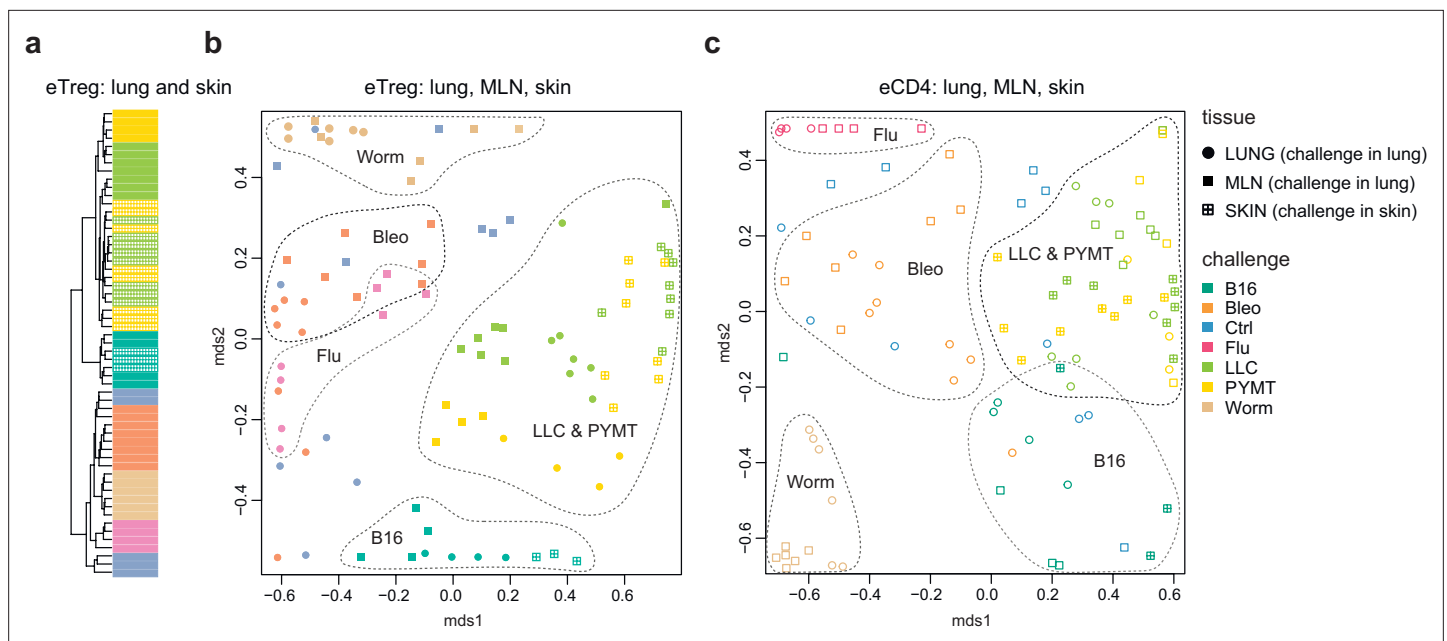 a
b
c
eTreg: lung and skin
eTreg: lung, MLN, skin
eCD4: lung, MLN, skin
Worm
Bleo
Flu
LLC & PYMT
B16
mds2
0.4
0.2
0.0
−0.2
−0.4
−0.6 −0.4 −0.2 0.0 0.2 0.4 0.6
mds1
Flu
Bleo
LLC & PYMT
B16
Worm
mds2
0.4
0.2
0.0
−0.2
−0.4
−0.6
−0.6 −0.4 −0.2 0.0 0.2 0.4 0.6
mds1
tissue
LUNG (challenge in lung)
MLN (challenge in lung)
SKIN (challenge in skin)
challenge
B16
Bleo
Ctrl
Flu
LLC
PYMT
Worm